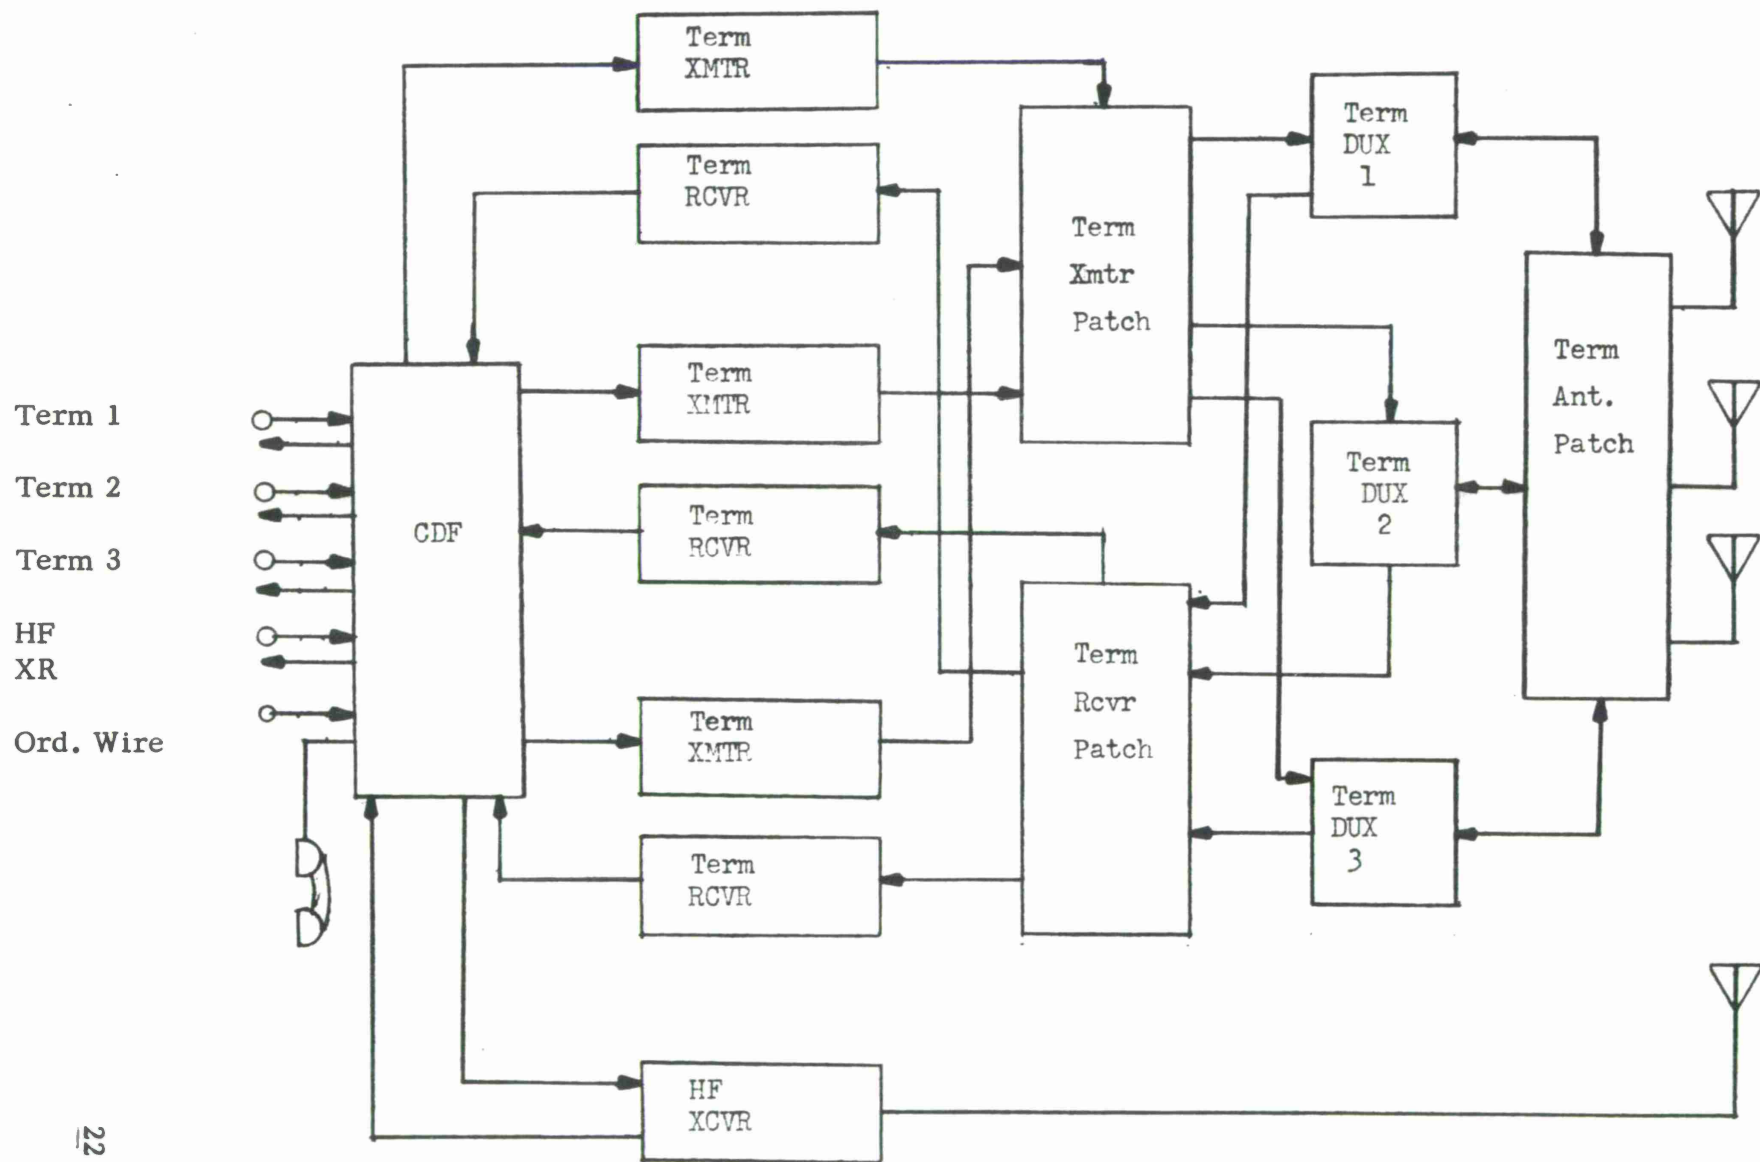 Term 1
Term 2
Term 3
HF
XR
Ord. Wire
CDF
Term
XMTR
Term
RCVR
Term
XMTR
Term
RCVR
Term
XMTR
Term
RCVR
HF
XCVR
Term
Xmtr
Patch
Term
Rcvr
Patch
Term
DUX
1
Term
DUX
2
Term
DUX
3
Term
Ant.
Patch
22